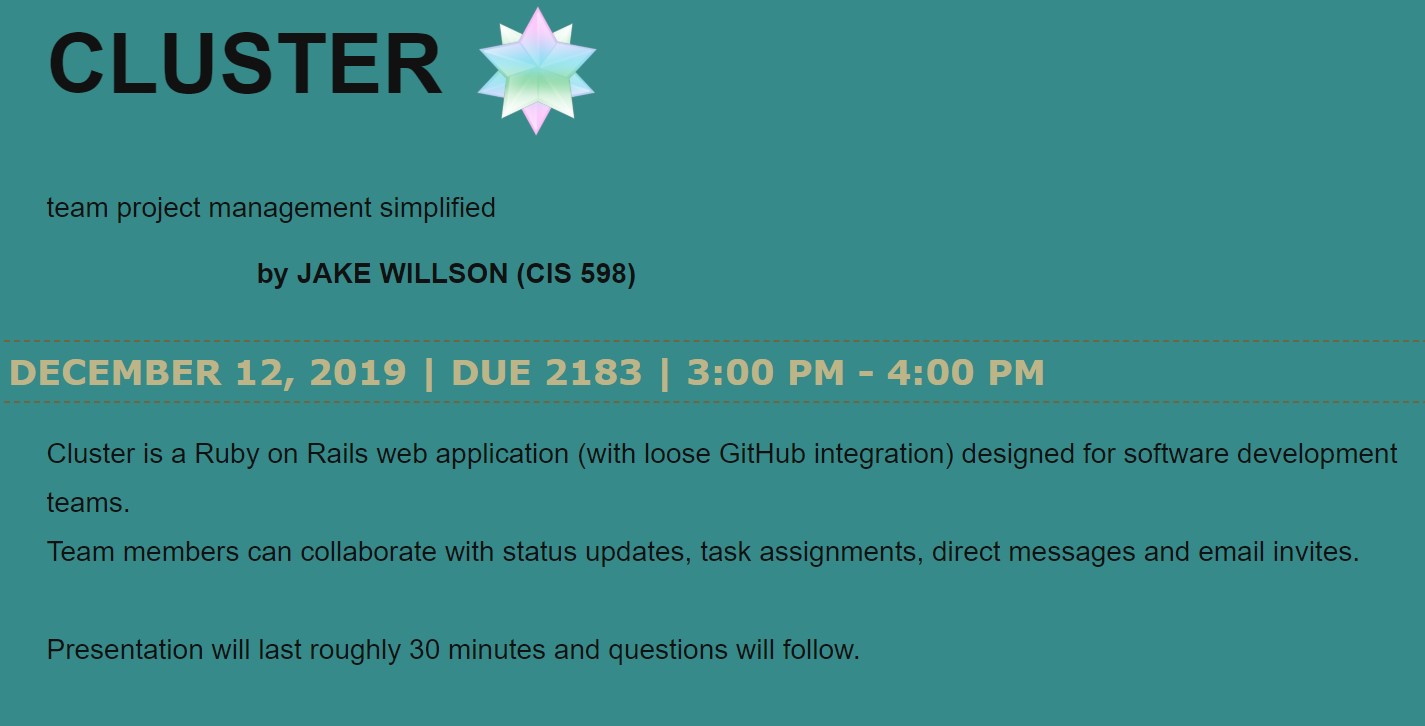 CLUSTER
team project management simplified
by JAKE WILLSON (CIS 598)
DECEMBER 12, 2019 | DUE 2183 | 3:00 PM – 4:00 PM
Cluster is a Ruby on Rails web application (with loose GitHub integration) designed for software development
teams.
Team members can collaborate with status updates, task assignments, direct messages and email invites.
Presentation will last roughly 30 minutes and questions will follow.